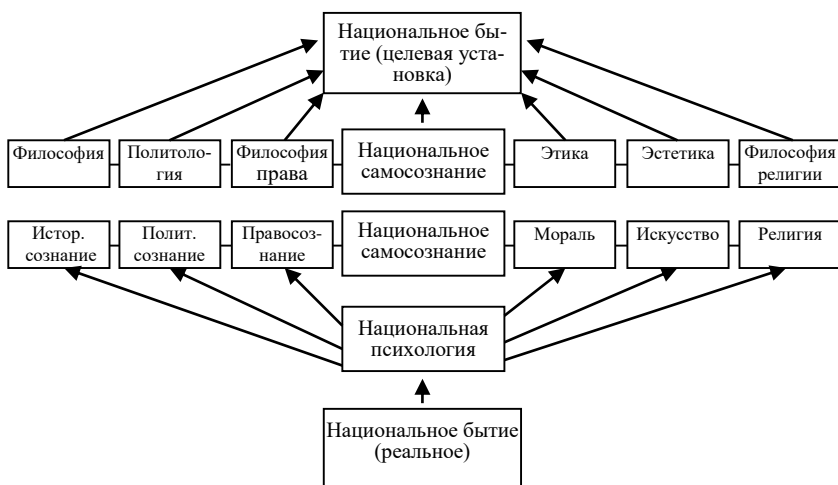 Национальное бы-
тие (целевая уста-
новка)
Философия
Политоло-
гия
Философия
права
Национальное
самосознание
Этика
Эстетика
Философия
религии
Истор.
сознание
Полит.
сознание
Правосоз-
нание
Национальное
самосознание
Мораль
Искусство
Религия
Национальная
психология
Национальное бытие
(реальное)